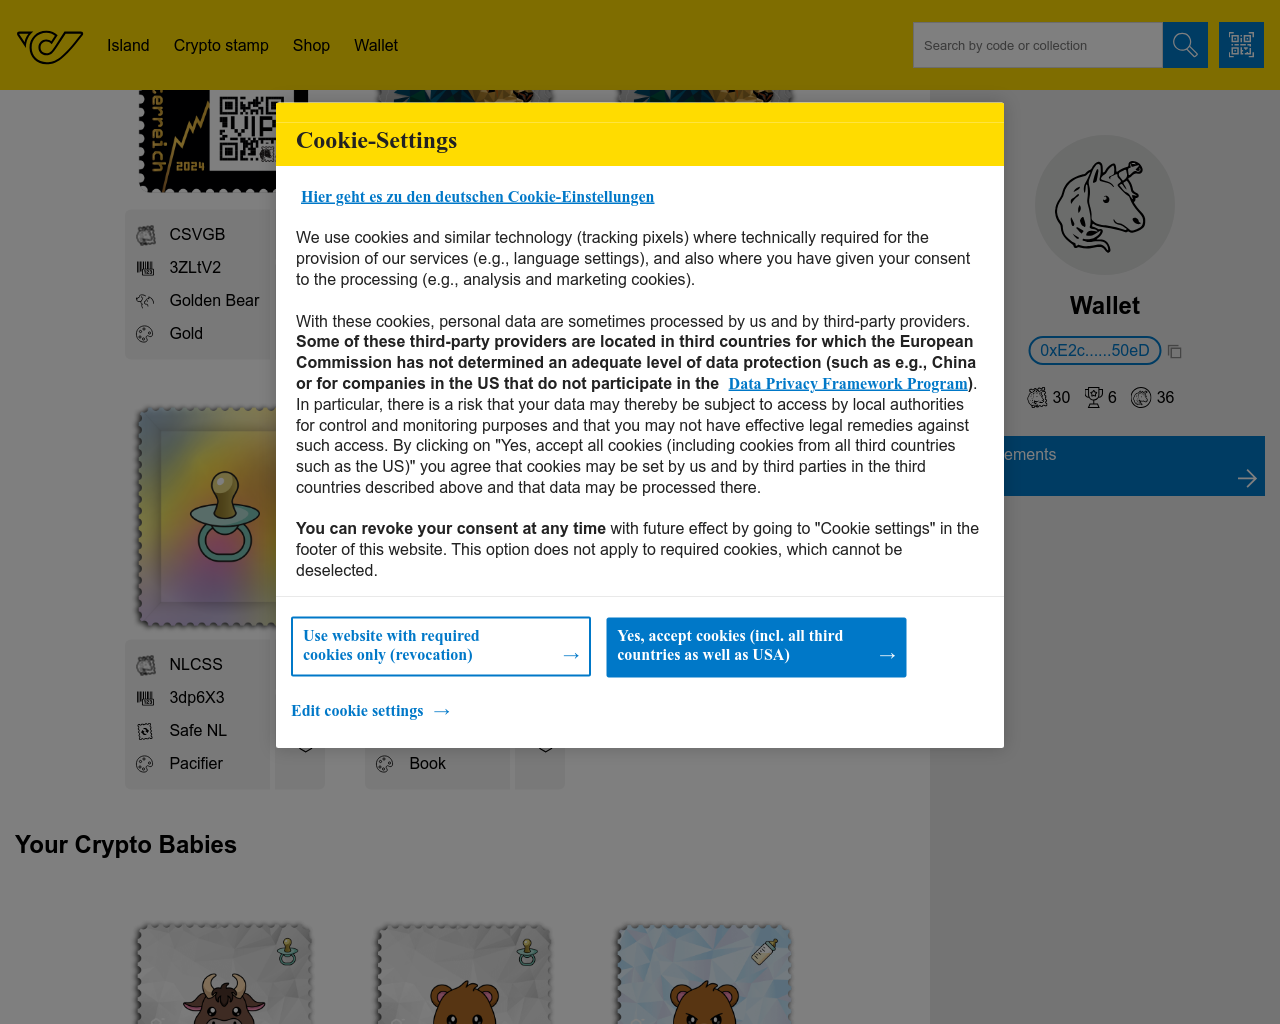 Island
Crypto stamp
Shop
Wallet
Search by code or collection
VIP
2024
Cookie-Settings
Hier geht es zu den deutschen Cookie-Einstellungen
We use cookies and similar technology (tracking pixels) where technically required for the
provision of our services (e.g., language settings), and also where you have given your consent
to the processing (e.g., analysis and marketing cookies).
With these cookies, personal data are sometimes processed by us and by third-party providers.
Some of these third-party providers are located in third countries for which the European
Commission has not determined an adequate level of data protection (such as e.g., China
or for companies in the US that do not participate in the Data Privacy Framework Program).
In particular, there is a risk that your data may thereby be subject to access by local authorities
for control and monitoring purposes and that you may not have effective legal remedies against
such access. By clicking on "Yes, accept all cookies (including cookies from all third countries
such as the US)" you agree that cookies may be set by us and by third parties in the third
countries described above and that data may be processed there.
You can revoke your consent at any time with future effect by going to "Cookie settings" in the
footer of this website. This option does not apply to required cookies, which cannot be
deselected.
Use website with required
cookies only (revocation) →
Yes, accept cookies (incl. all third
countries as well as USA) →
Edit cookie settings →
CSVGB
3ZLtV2
Golden Bear
Gold
NLCSS
3dp6X3
Safe NL
Pacifier
Book
Your Crypto Babies
Wallet
0xE2c......50eD
30
6
36